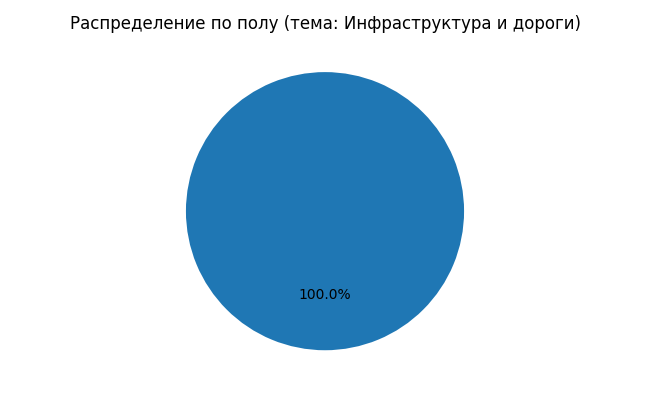 Распределение по полу (тема: Инфраструктура и дороги)
100.0%